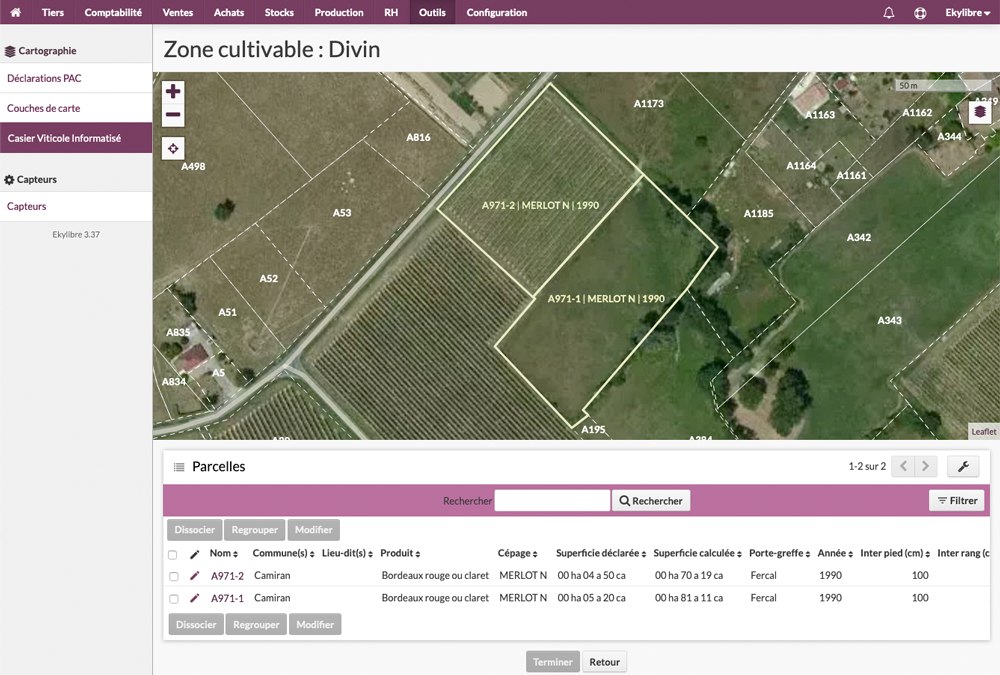 Tiers Comptabilité Ventes Achats Stocks Production RH Outils Configuration Ekylibre
Cartographie
Déclarations PAC
Couches de carte
Casier Viticole Informatisé
Capteurs
Capteurs
Ekylibre 3.37
Zone cultivable : Divin
50 m
A1173
A1163
A1162
A344
A816
A498
A1164
A1161
A971-2 | MERLOT N | 1990
A53
A1185
A342
A52
A971-1 | MERLOT N | 1990
A51
A343
A835
A5
A834
A195
Leaflet
Parcelles
1-2 sur 2
Rechercher Rechercher Filtrer
Dissocier Regrouper Modifier
Nom Commune(s) Lieu-dit(s) Produit Cépage Superficie déclarée Superficie calculée Porte-greffe Année Inter pied (cm) Inter rang (c
A971-2 Camiran Bordeaux rouge ou claret MERLOT N 00 ha 04 a 50 ca 00 ha 70 a 19 ca Fercal 1990 100
A971-1 Camiran Bordeaux rouge ou claret MERLOT N 00 ha 05 a 20 ca 00 ha 81 a 11 ca Fercal 1990 100
Dissocier Regrouper Modifier
Terminer Retour